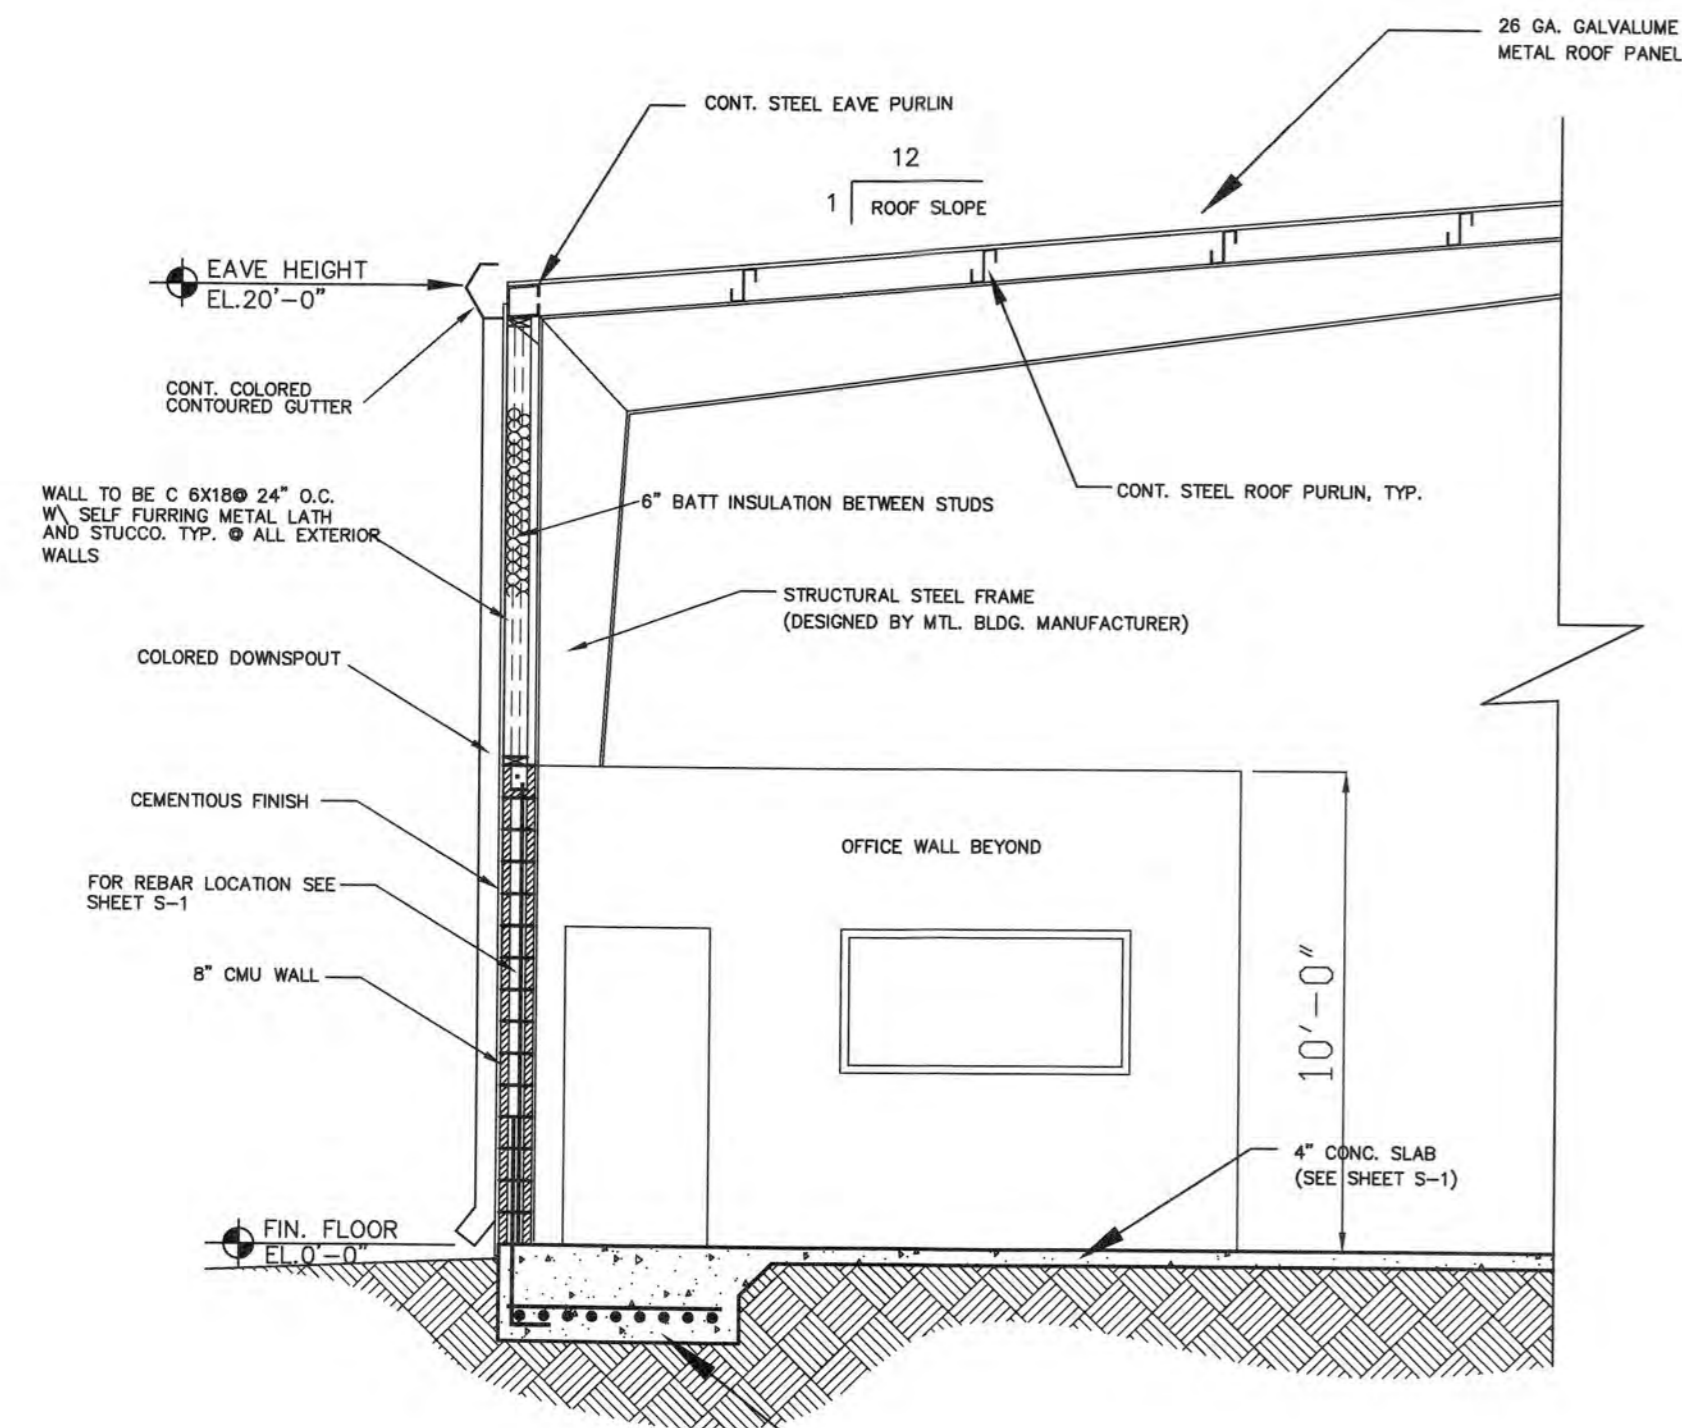 26 GA. GALVALUME
METAL ROOF PANEL
CONT. STEEL EAVE PURLIN
12
1
ROOF SLOPE
EAVE HEIGHT
EL.20'-0"
CONT. COLORED
CONTOURED GUTTER
WALL TO BE C 6X18@ 24" O.C.
W\ SELF FURRING METAL LATH
AND STUCCO. TYP. @ ALL EXTERIOR
WALLS
6" BATT INSULATION BETWEEN STUDS
CONT. STEEL ROOF PURLIN, TYP.
STRUCTURAL STEEL FRAME
(DESIGNED BY MTL. BLDG. MANUFACTURER)
COLORED DOWNSPOUT
CEMENTIOUS FINISH
OFFICE WALL BEYOND
FOR REBAR LOCATION SEE
SHEET S-1
8" CMU WALL
10'-0"
4" CONC. SLAB
(SEE SHEET S-1)
FIN. FLOOR
EL.0'-0"